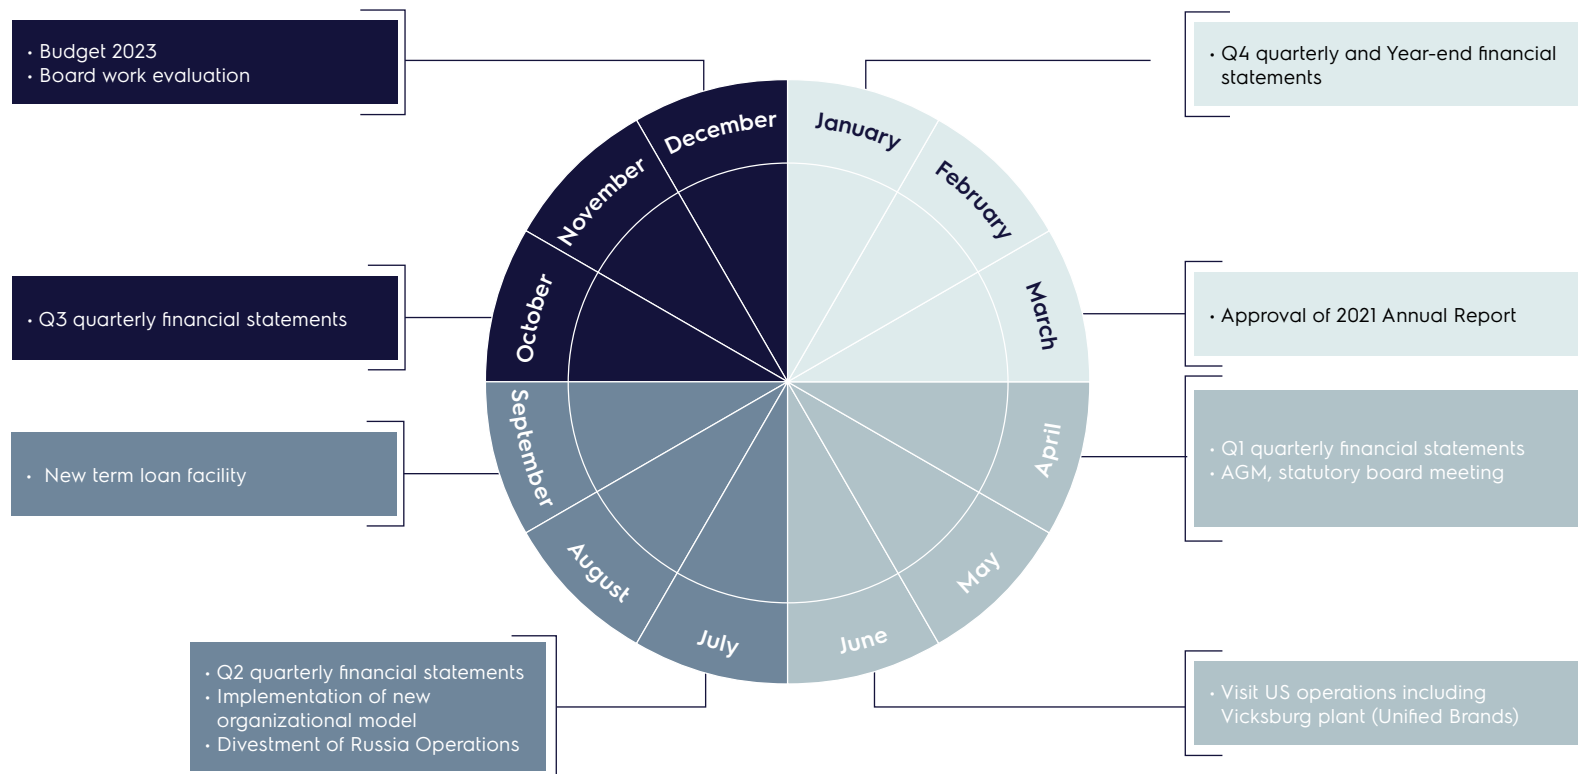 • Budget 2023
• Board work evaluation
• Q4 quarterly and Year-end financial
statements
December
January
November
February
October
March
• Q3 quarterly financial statements
• Approval of 2021 Annual Report
September
April
• New term loan facility
• Q1 quarterly financial statements
• AGM, statutory board meeting
August
May
July
June
• Q2 quarterly financial statements
• Implementation of new
organizational model
• Divestment of Russia Operations
• Visit US operations including
Vicksburg plant (Unified Brands)